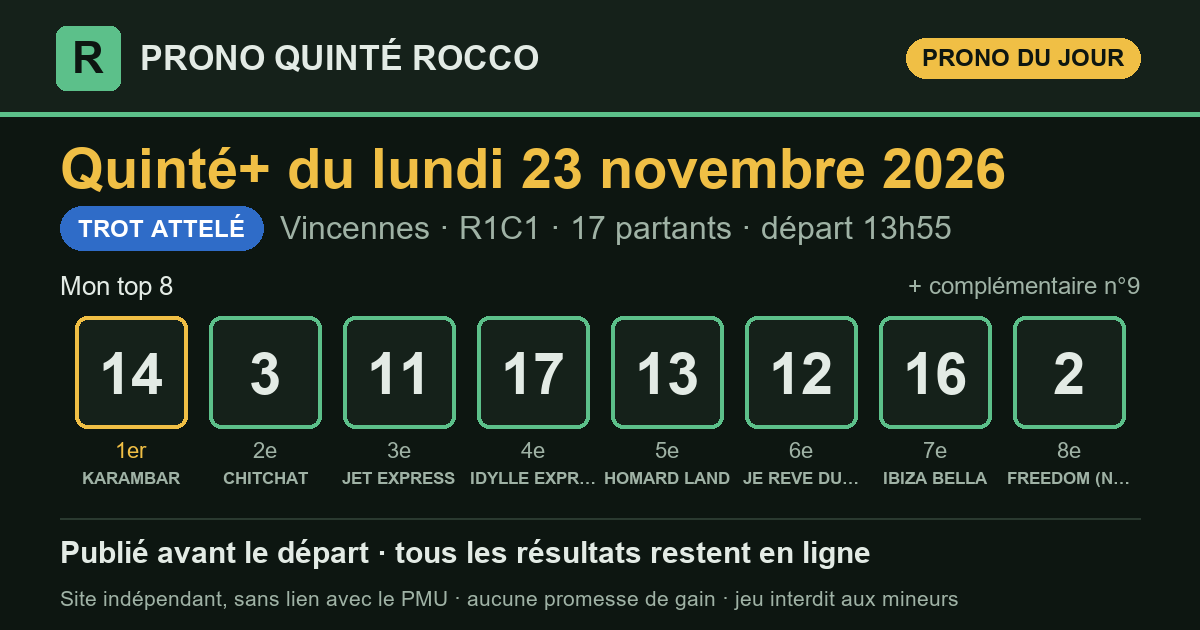 R PRONO QUINTÉ ROCCO PRONO DU JOUR
Quinté+ du lundi 23 novembre 2026
TROT ATTELÉ Vincennes · R1C1 · 17 partants · départ 13h55
Mon top 8 + complémentaire n°9
14 3 11 17 13 12 16 2
1er 2e 3e 4e 5e 6e 7e 8e
KARAMBAR CHITCHAT JET EXPRESS IDYLLE EXPR... HOMARD LAND JE REVE DU... IBIZA BELLA FREEDOM (N...
Publié avant le départ · tous les résultats restent en ligne
Site indépendant, sans lien avec le PMU · aucune promesse de gain · jeu interdit aux mineurs